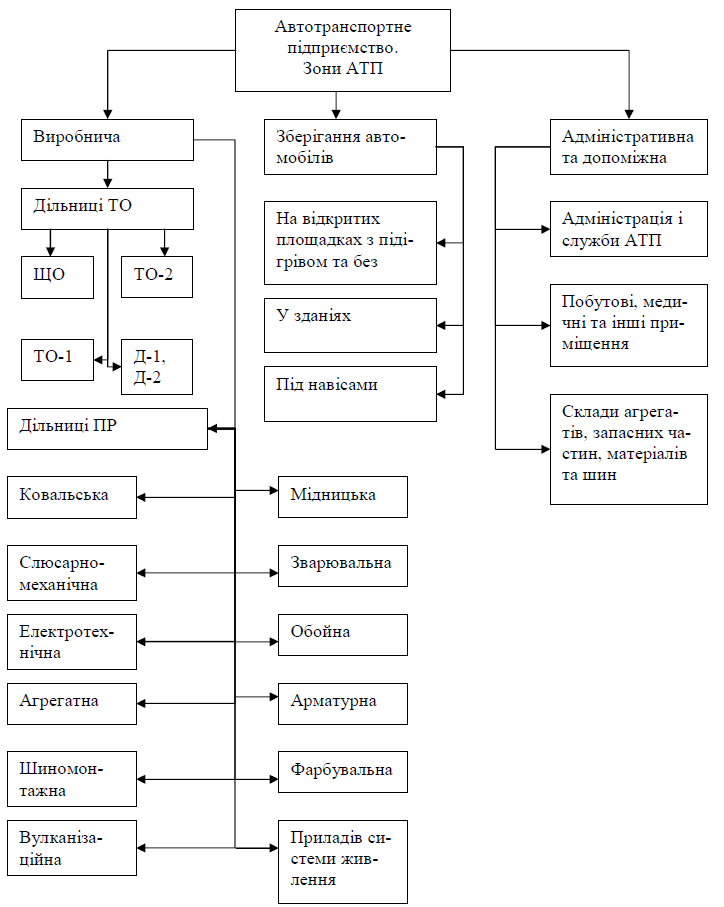 Автотранспортне
підприємство.
Зони АТП
Виробнича
Зберігання авто-
мобілів
Адміністративна
та допоміжна
Дільниці ТО
На відкритих
площадках з піді-
грівом та без
Адміністрація і
служби АТП
ЩО
ТО-2
У зданіях
Побутові, меди-
чні та інші при-
міщення
ТО-1
Д-1,
Д-2
Під навісами
Дільниці ПР
Склади агрега-
тів, запасних ча-
стин, матеріалів
та шин
Ковальська
Мідницька
Слюсарно-
механічна
Зварювальна
Електротех-
нічна
Обойна
Агрегатна
Арматурна
Шиномон-
тажна
Фарбувальна
Вулканіза-
ційна
Приладів си-
стеми жив-
лення